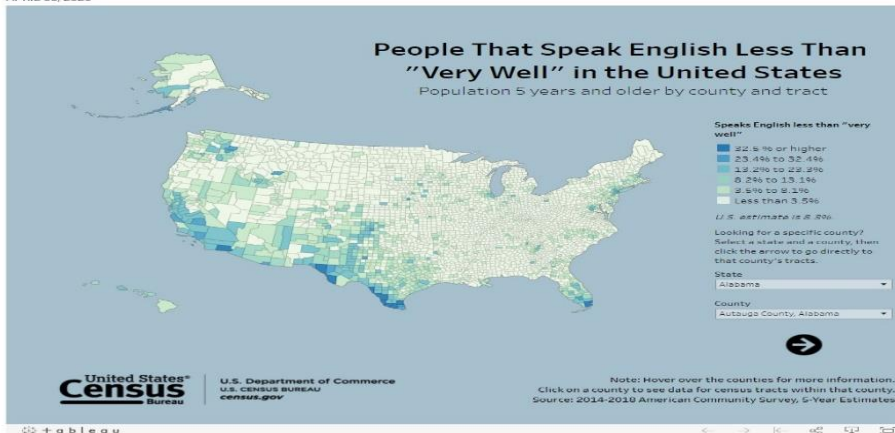 People That Speak English Less Than
"Very Well" in the United States
Population 5 years and older by county and tract
Speaks English less than "very
well"
32.5 % or higher
23.4% to 32.4%
13.2% to 23.3%
8.2% to 13.1%
3.5% to 8.1%
Less than 3.5%
U.S. estimate is
Looking for a specific county?
Select a state and a county, then
click the arrow to go directly to
that county's tracts.
State
Alabama
County
Autauga County, Alabama
United States®
Census
Bureau
U.S. Department of Commerce
U.S. CENSUS BUREAU
census.gov
Note: Hover over the counties for more information.
Click on a county to see data for census tracts within that county.
Source: 2014-2018 American Community Survey, 5-Year Estimates
tableau